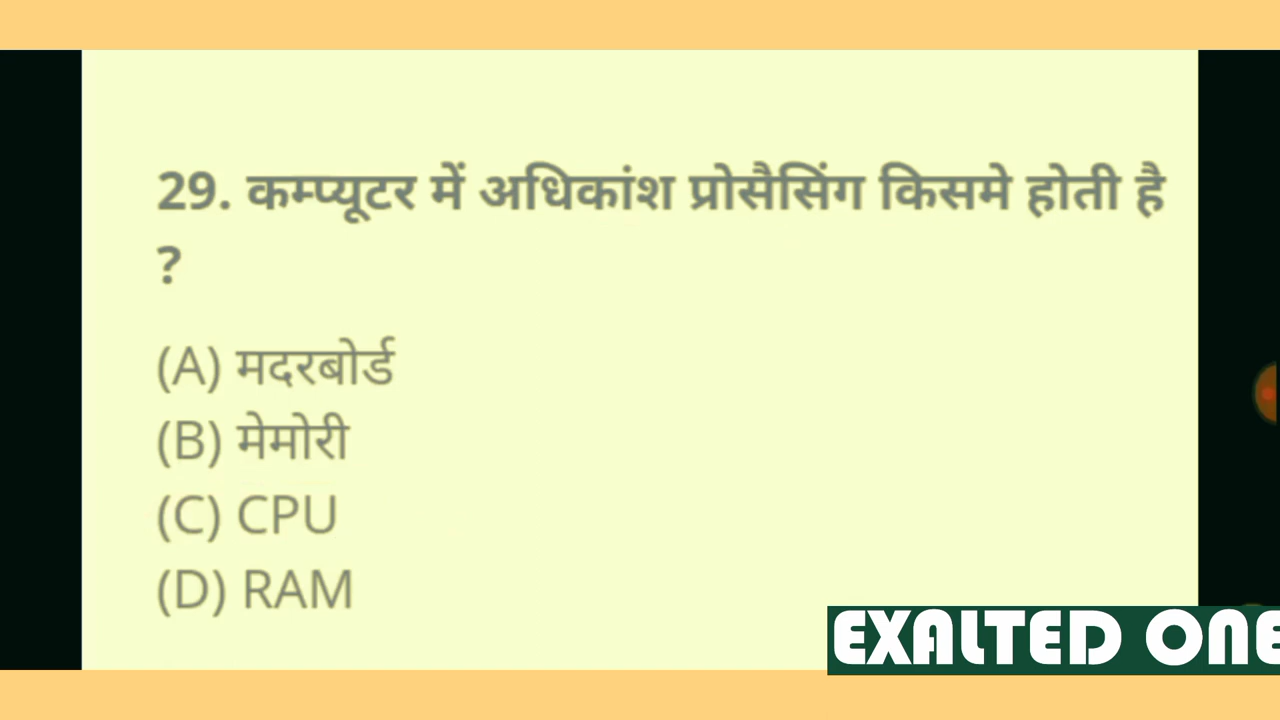 29. कम्प्यूटर में अधिकांश प्रोसैसिंग किसमे होती है
?
(A) मदरबोर्ड
(B) मेमोरी
(C) CPU
(D) RAM
EXALTED ONE